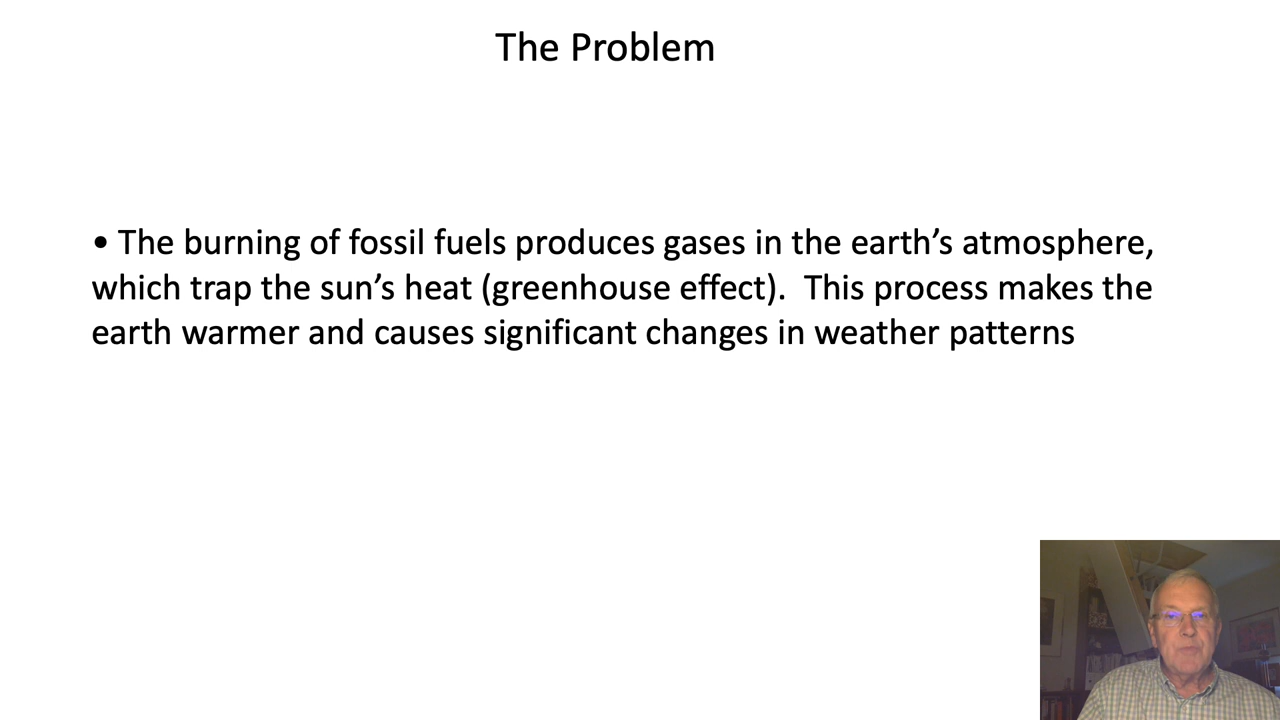 The Problem
• The burning of fossil fuels produces gases in the earth’s atmosphere,
which trap the sun’s heat (greenhouse effect).  This process makes the
earth warmer and causes significant changes in weather patterns